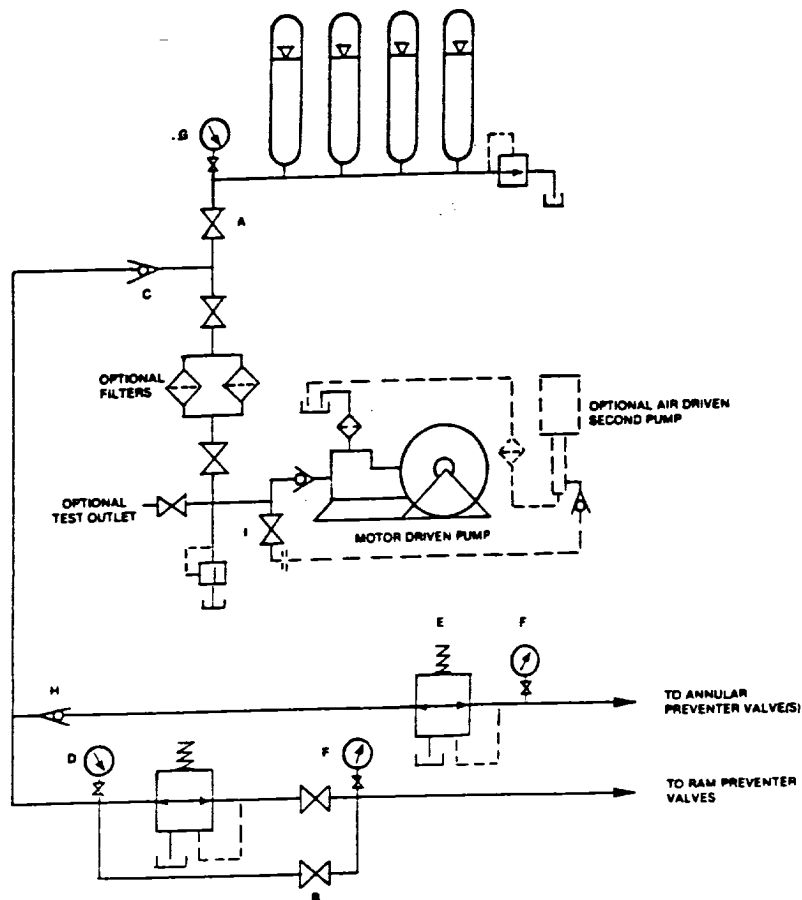 G
A
C
OPTIONAL
FILTERS
OPTIONAL AIR DRIVEN
SECOND PUMP
OPTIONAL
TEST OUTLET
I
MOTOR DRIVEN PUMP
E
F
H
TO ANNULAR
PREVENTER VALVE(S)
D
F
TO RAM PREVENTER
VALVES
B